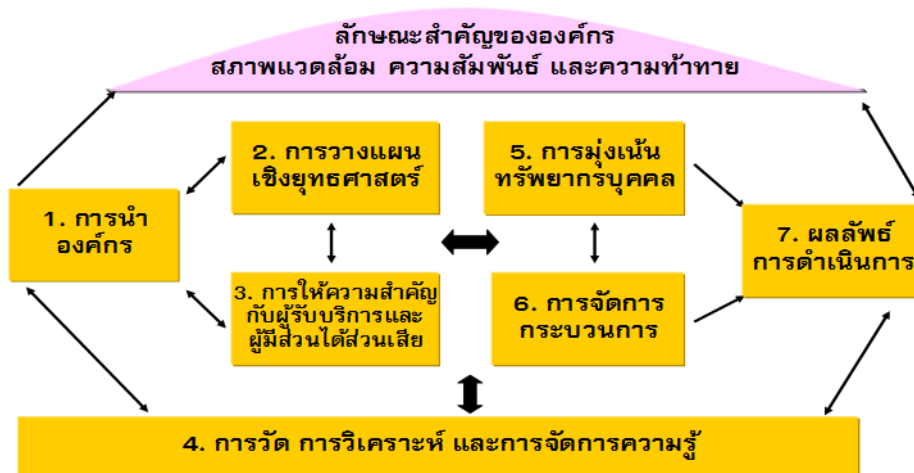 ลักษณะสำคัญขององค์กร
สภาพแวดล้อม ความสัมพันธ์ และความท้าทาย
1. การนำ
องค์กร
2. การวางแผน
เชิงยุทธศาสตร์
3. การให้ความสำคัญ
กับผู้รับบริการและ
ผู้มีส่วนได้ส่วนเสีย
5. การมุ่งเน้น
ทรัพยากรบุคคล
6. การจัดการ
กระบวนการ
7. ผลลัพธ์
การดำเนินการ
4. การวัด การวิเคราะห์ และการจัดการความรู้